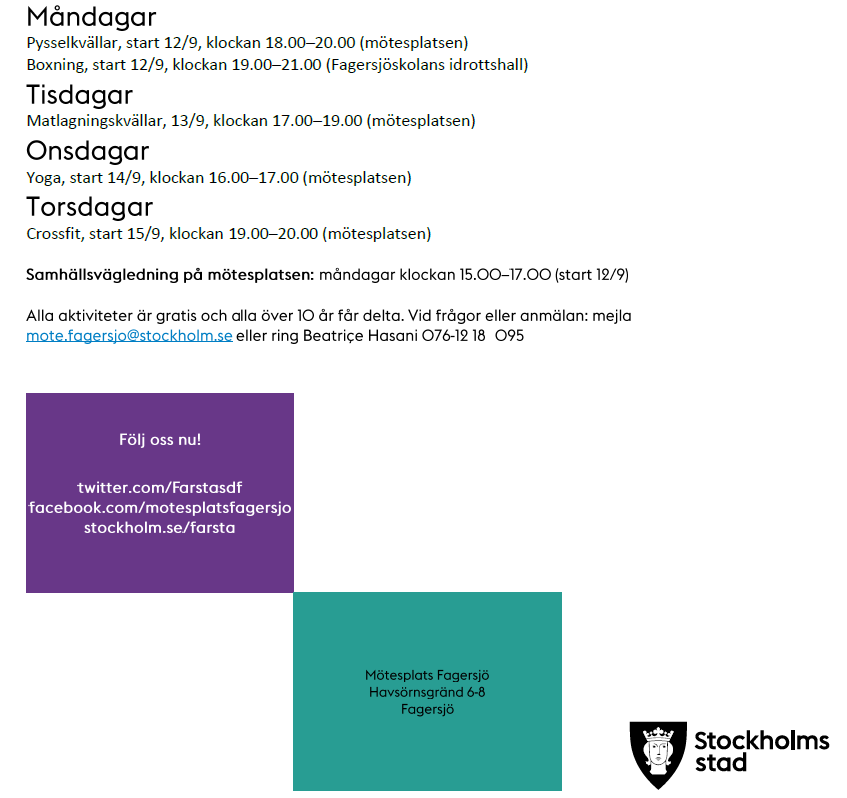 Måndagar
Pysselkvällar, start 12/9, klockan 18.00–20.00 (mötesplatsen)
Boxning, start 12/9, klockan 19.00–21.00 (Fagersjöskolans idrottshall)
Tisdagar
Matlagningskvällar, 13/9, klockan 17.00–19.00 (mötesplatsen)
Onsdagar
Yoga, start 14/9, klockan 16.00–17.00 (mötesplatsen)
Torsdagar
Crossfit, start 15/9, klockan 19.00–20.00 (mötesplatsen)
Samhällsvägledning på mötesplatsen: måndagar klockan 15.00–17.00 (start 12/9)
Alla aktiviteter är gratis och alla över 10 år får delta. Vid frågor eller anmälan: mejla
mote.fagersjo@stockholm.se eller ring Beatriçe Hasani 076-12 18 095
Följ oss nu!
twitter.com/Farstasdf
facebook.com/motesplatsfagersjo
stockholm.se/farsta
Mötesplats Fagersjö
Havsörnsgränd 6-8
Fagersjö
Stockholms
stad